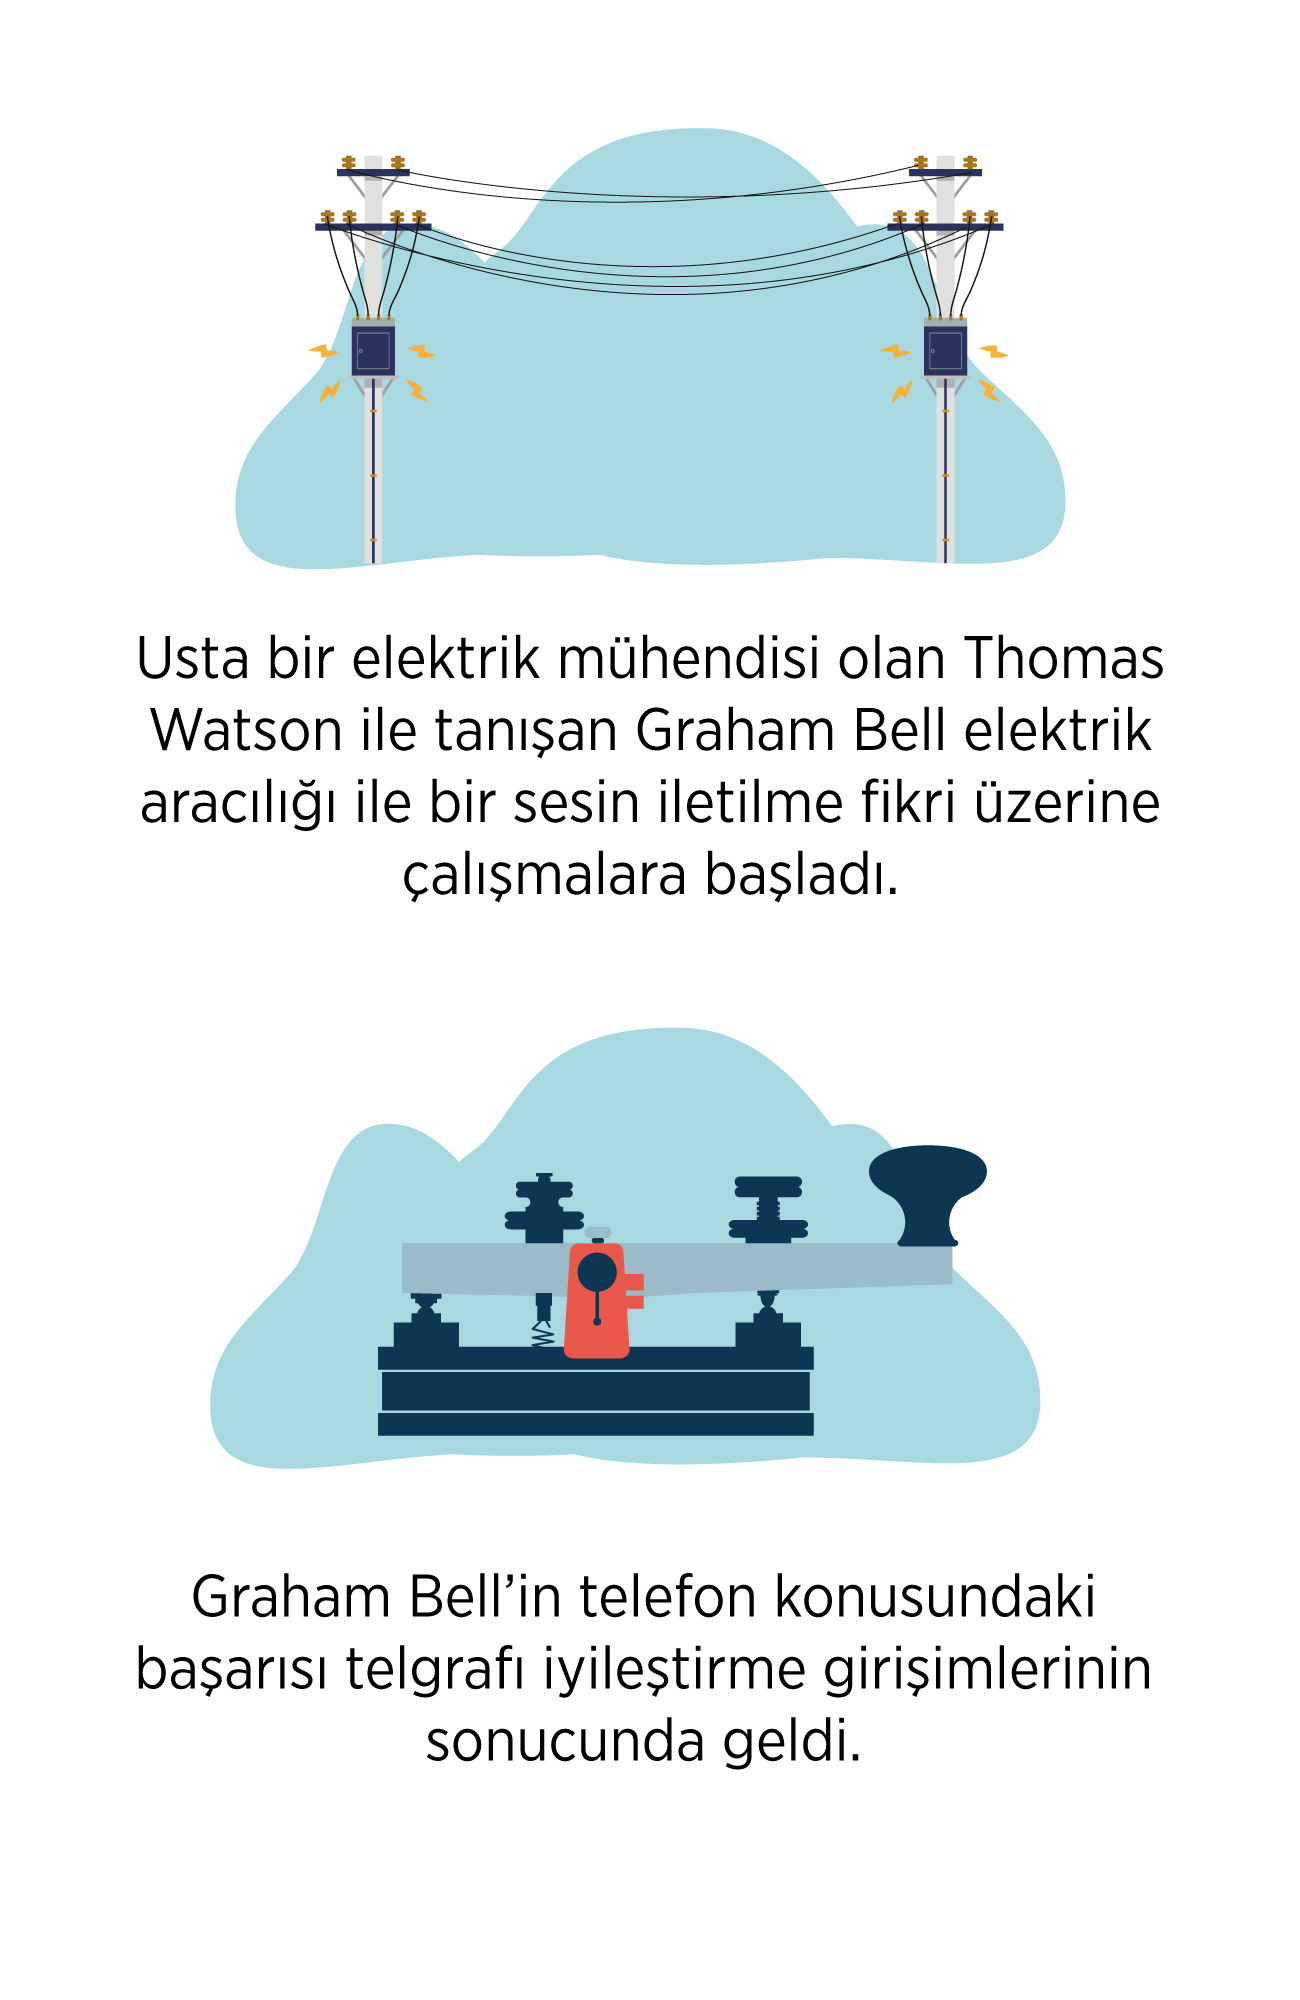 Usta bir elektrik mühendisi olan Thomas
Watson ile tanışan Graham Bell elektrik
aracılığı ile bir sesin iletilme fikri üzerine
çalışmalara başladı.
Graham Bell’in telefon konusundaki
başarısı telgrafı iyileştirme girişimlerinin
sonucunda geldi.